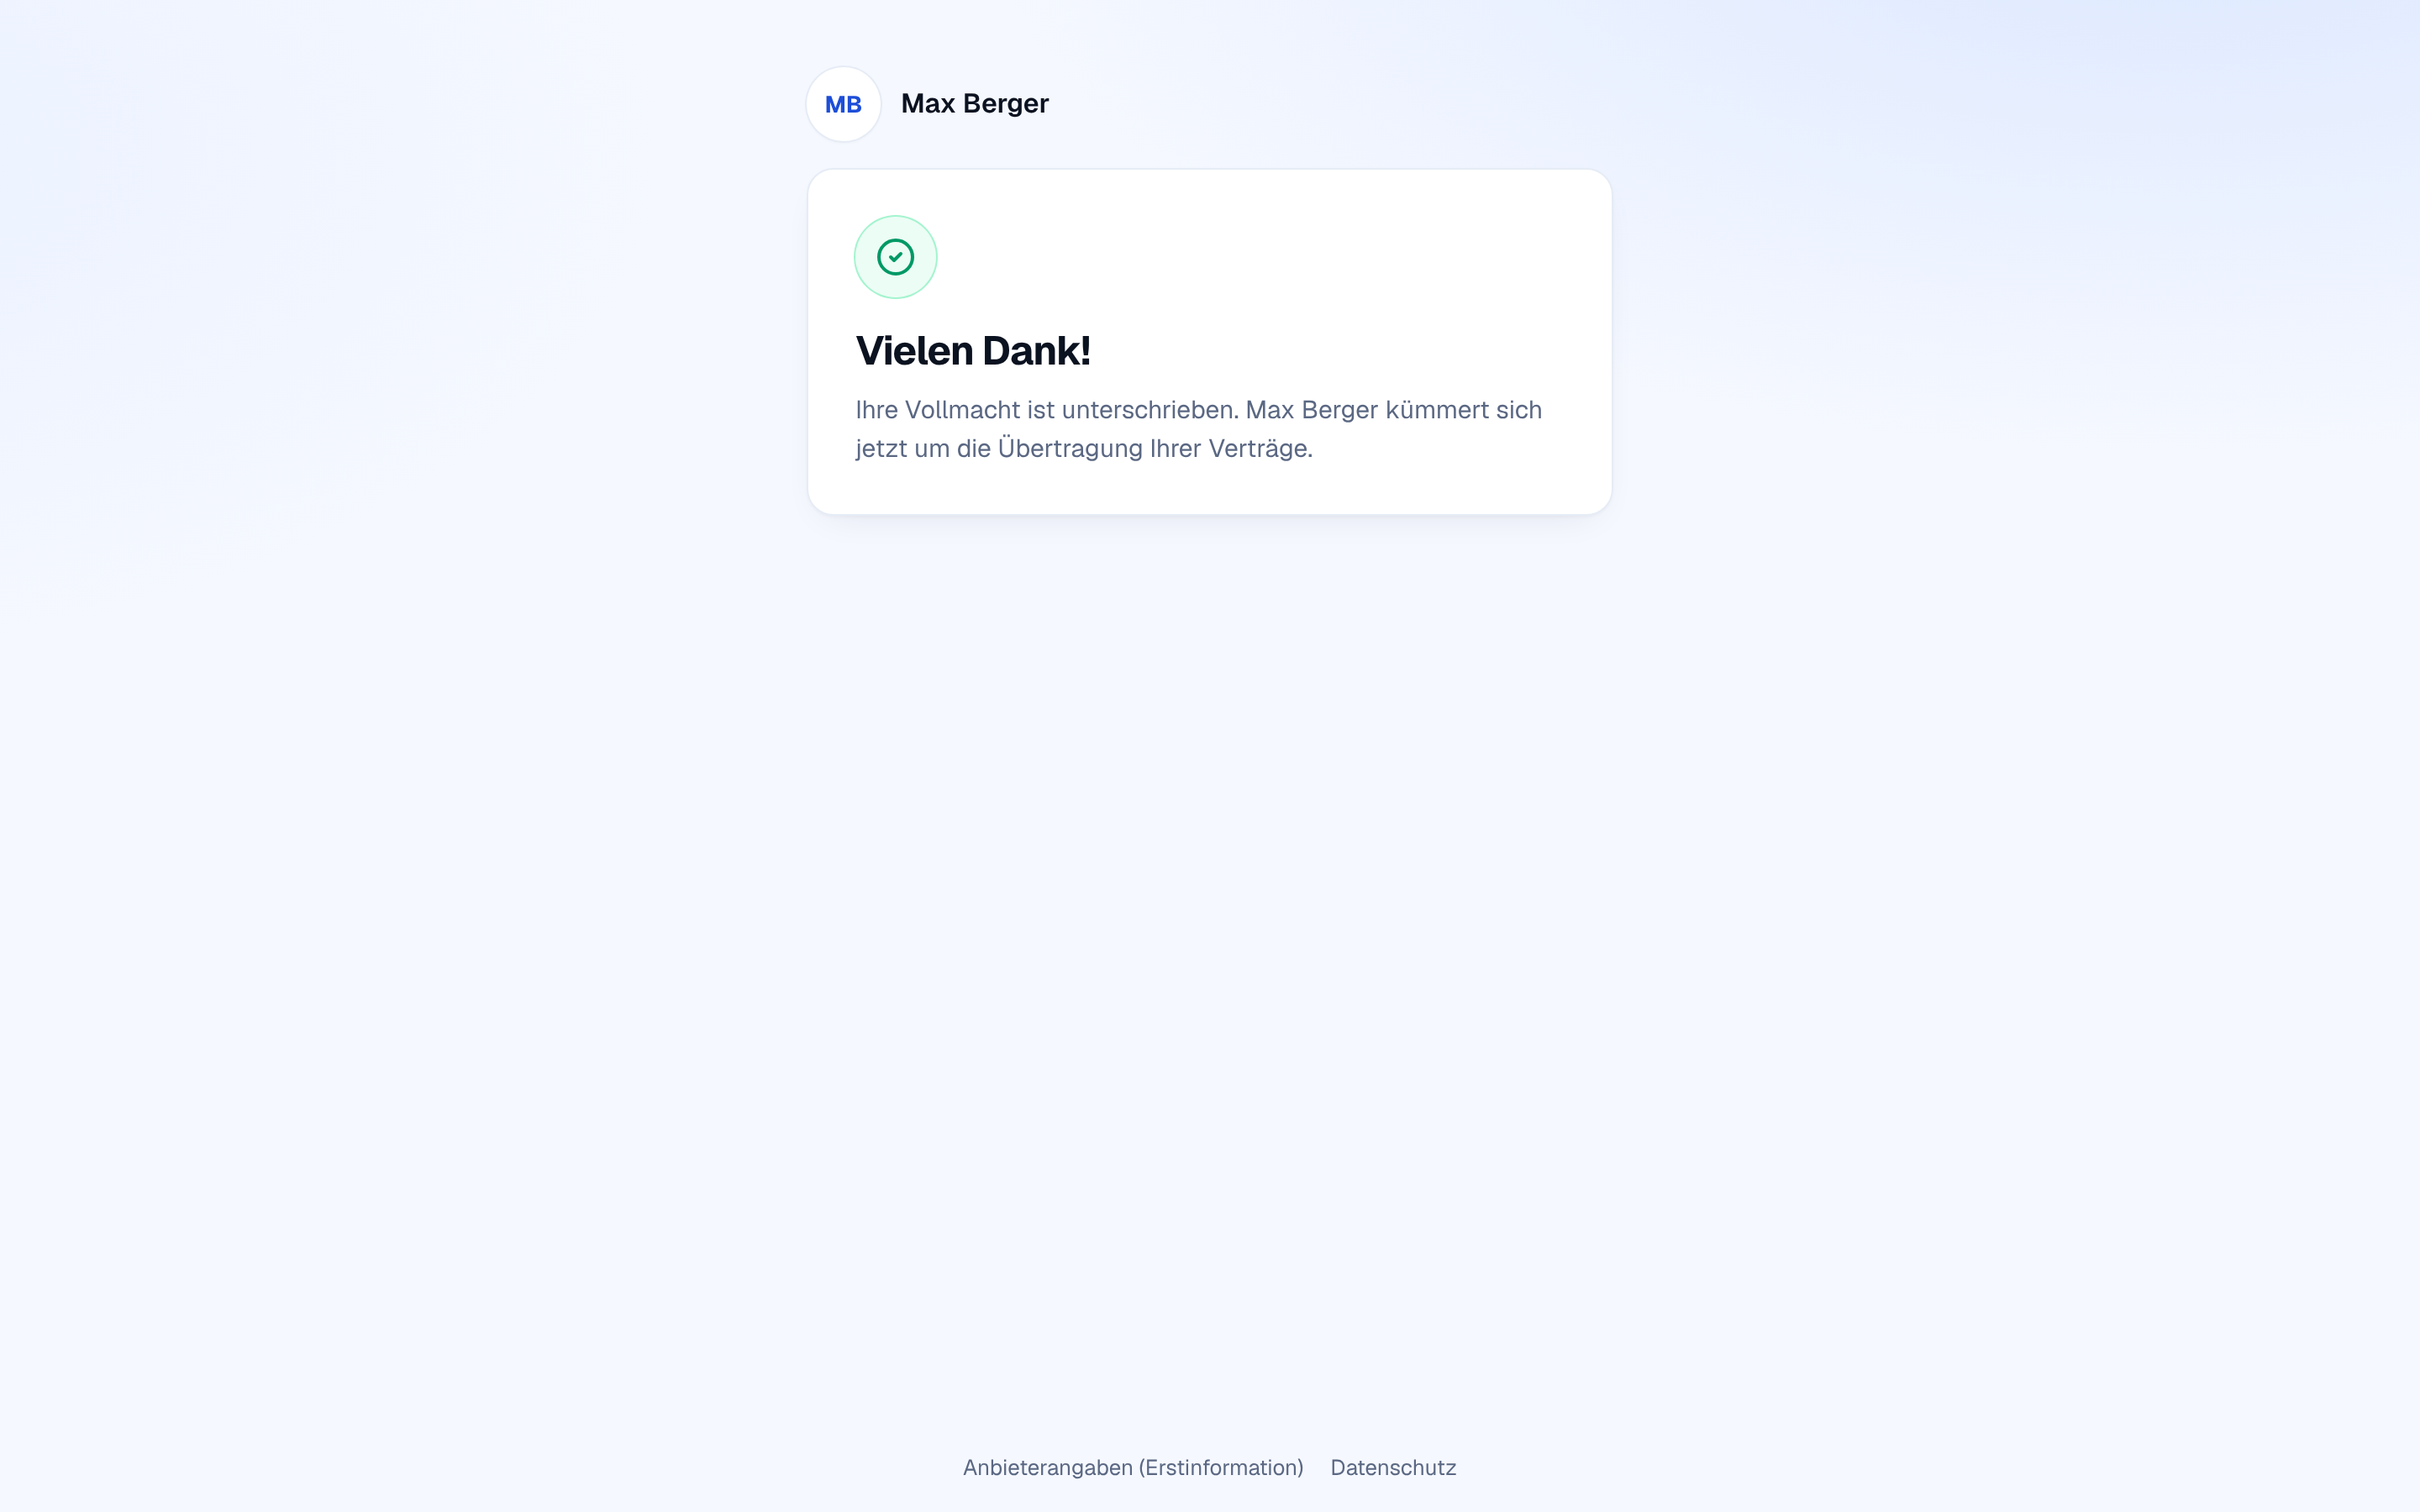 MB
Max Berger
Vielen Dank!
Ihre Vollmacht ist unterschrieben. Max Berger kümmert sich
jetzt um die Übertragung Ihrer Verträge.
Anbieterangaben (Erstinformation)
Datenschutz